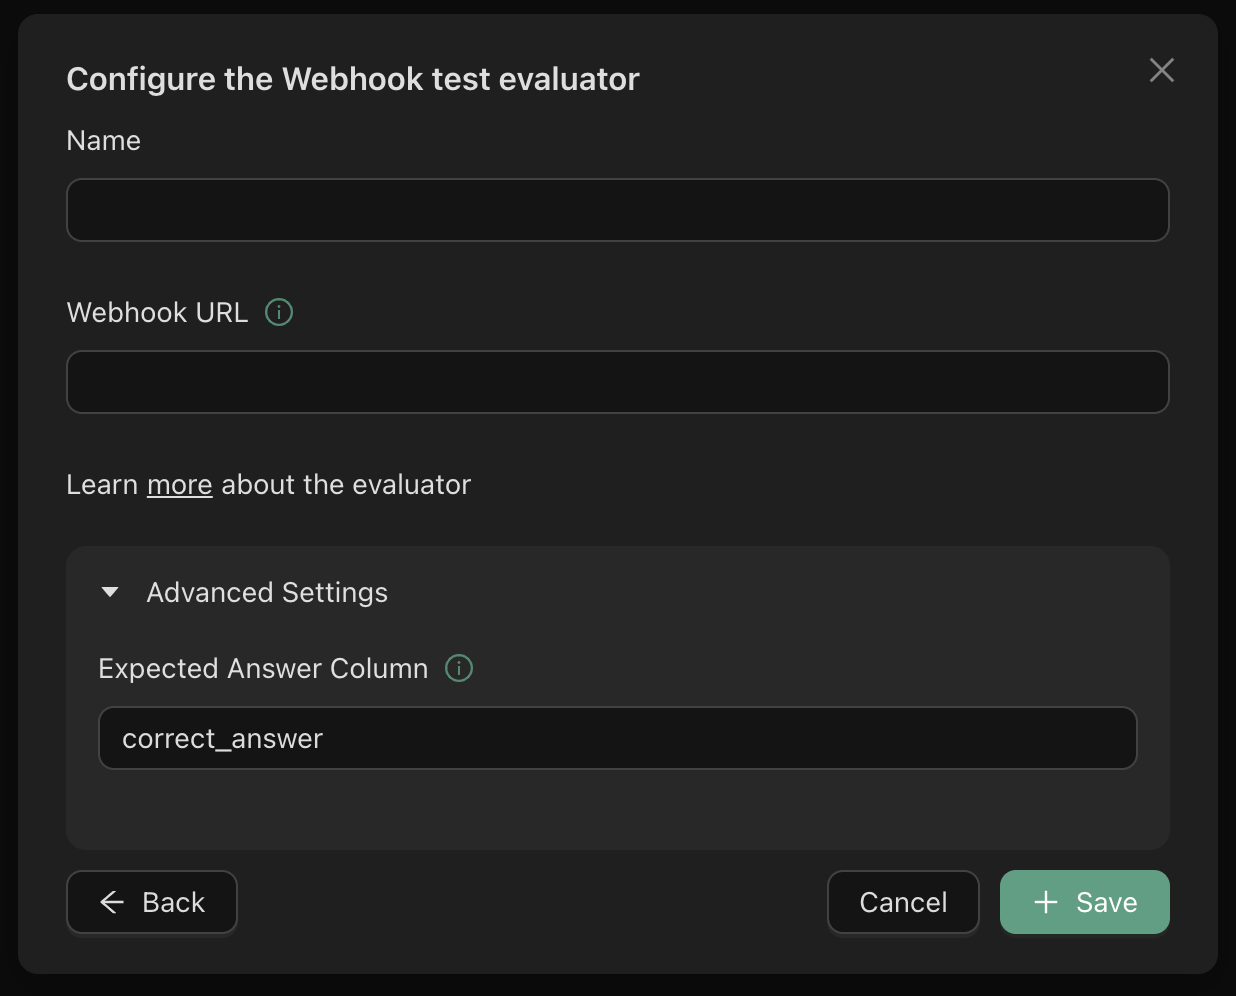 Configure the Webhook test evaluator
Name
Webhook URL
Learn more about the evaluator
Advanced Settings
Expected Answer Column
correct_answer
Back
Cancel
Save